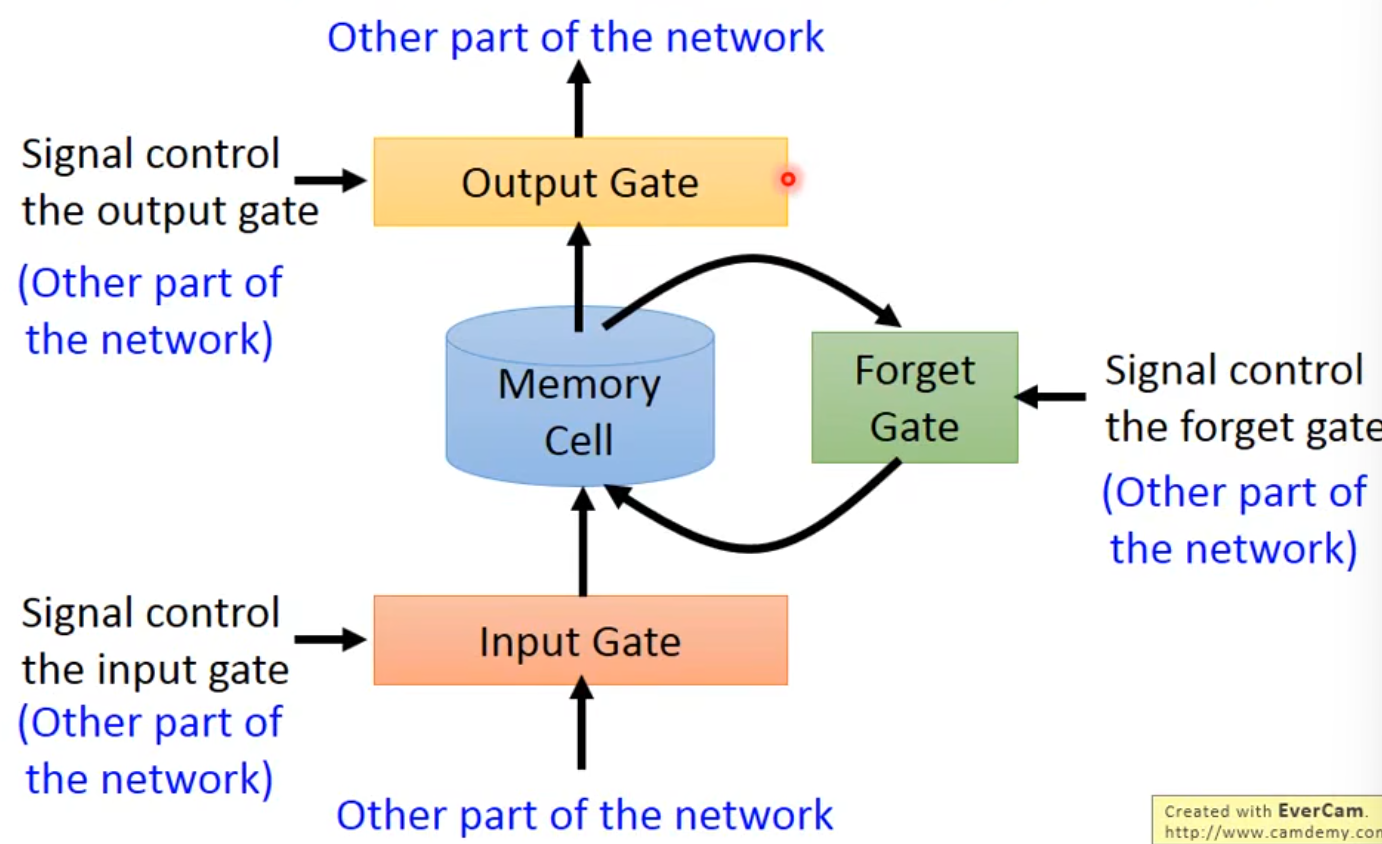 Other part of the network
Signal control
the output gate
Output Gate
(Other part of
the network)
Memory
Cell
Forget
Gate
Signal control
the forget gate
(Other part of
the network)
Signal control
the input gate
Input Gate
(Other part of
the network)
Other part of the network
Created with EverCam.
http://www.camdemy.com